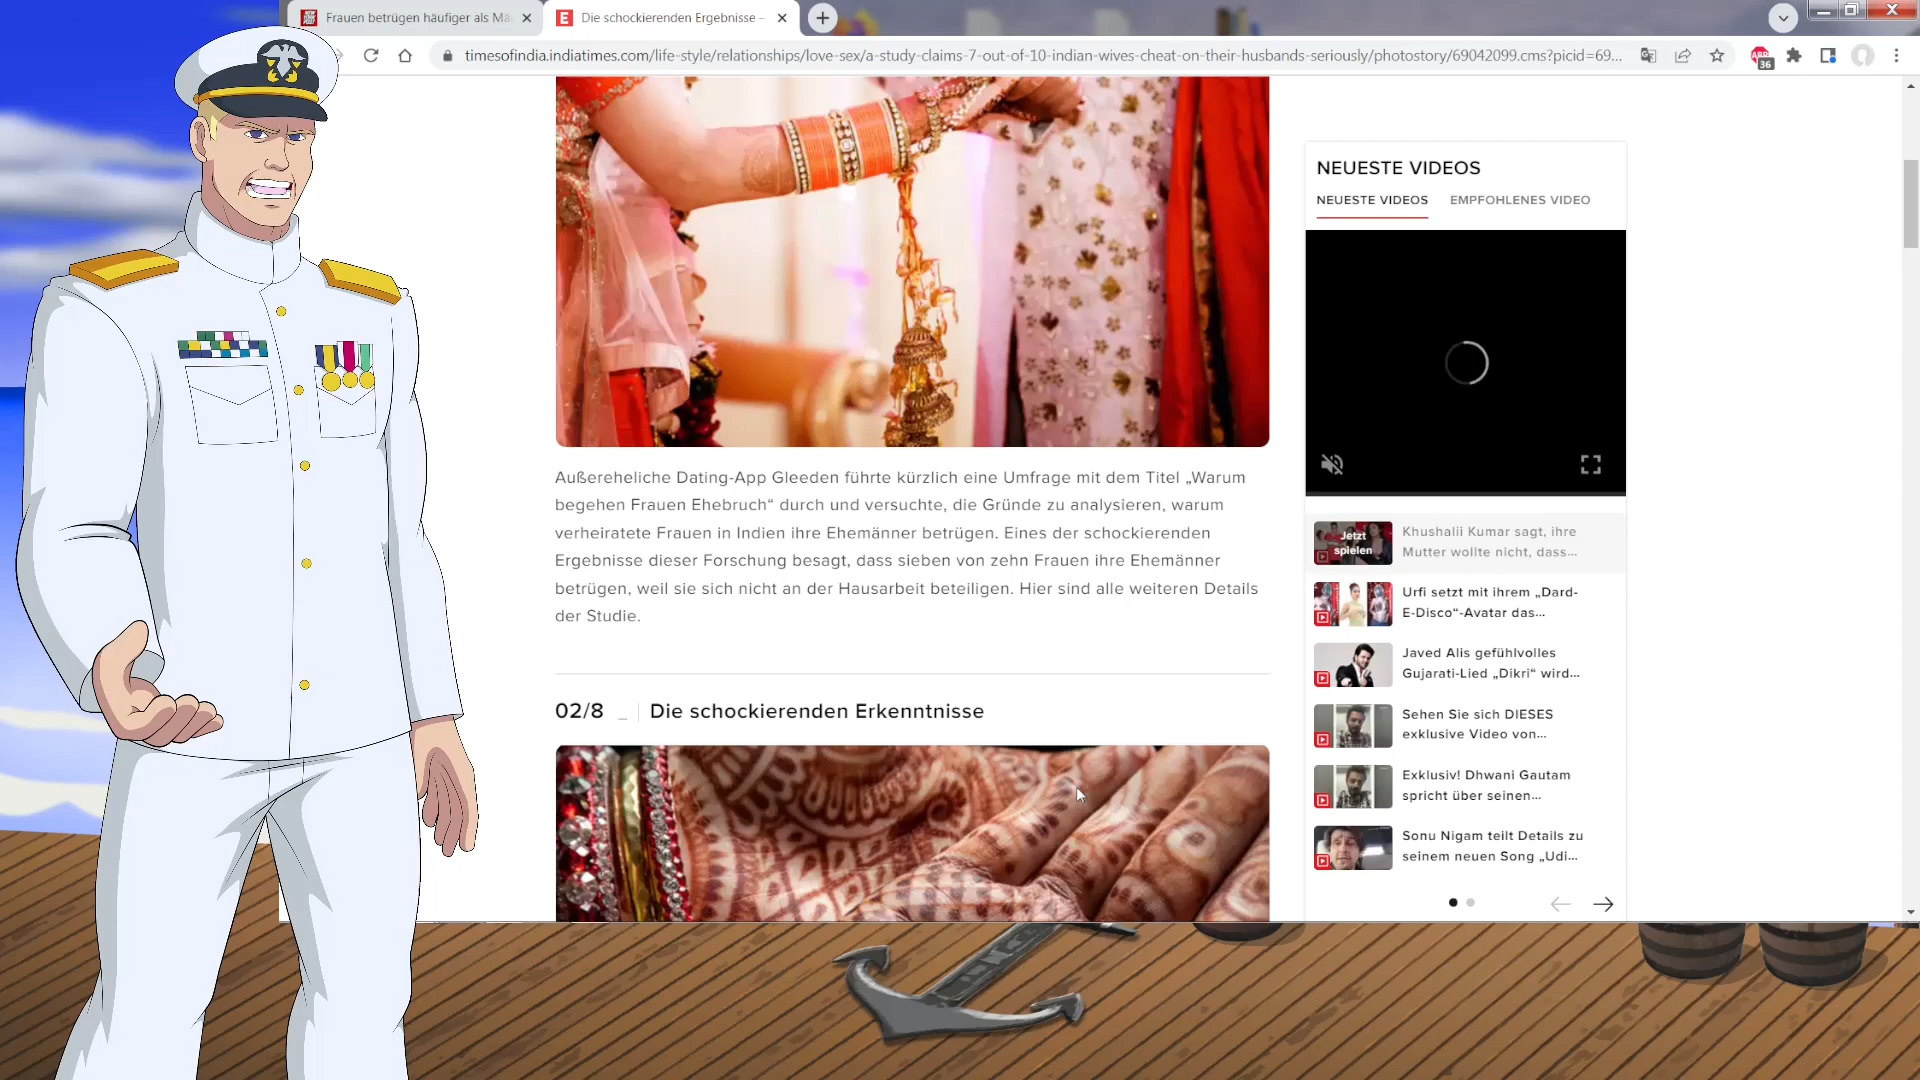 Frauen betrügen häufiger als Mä
Die schockierenden Ergebnisse –
timesofindia.indiatimes.com/life-style/relationships/love-sex/a-study-claims-7-out-of-10-indian-wives-cheat-on-their-husbands-seriously/photostory/69042099.cms?picid=69...
36
NEUESTE VIDEOS
NEUESTE VIDEOS EMPFOHLENES VIDEO
Außereheliche Dating-App Gleeden führte kürzlich eine Umfrage mit dem Titel „Warum
begehen Frauen Ehebruch“ durch und versuchte, die Gründe zu analysieren, warum
verheiratete Frauen in Indien ihre Ehemänner betrügen. Eines der schockierenden
Ergebnisse dieser Forschung besagt, dass sieben von zehn Frauen ihre Ehemänner
betrügen, weil sie sich nicht an der Hausarbeit beteiligen. Hier sind alle weiteren Details
der Studie.
02/8 _ Die schockierenden Erkenntnisse
Jetzt
spielen
Khushalii Kumar sagt, ihre
Mutter wollte nicht, dass...
Urfi setzt mit ihrem „Dard-
E-Disco“-Avatar das...
Javed Alis gefühlvolles
Gujarati-Lied „Dikri“ wird...
Sehen Sie sich DIESES
exklusive Video von...
Exklusiv! Dhwani Gautam
spricht über seinen...
Sonu Nigam teilt Details zu
seinem neuen Song „Udi...